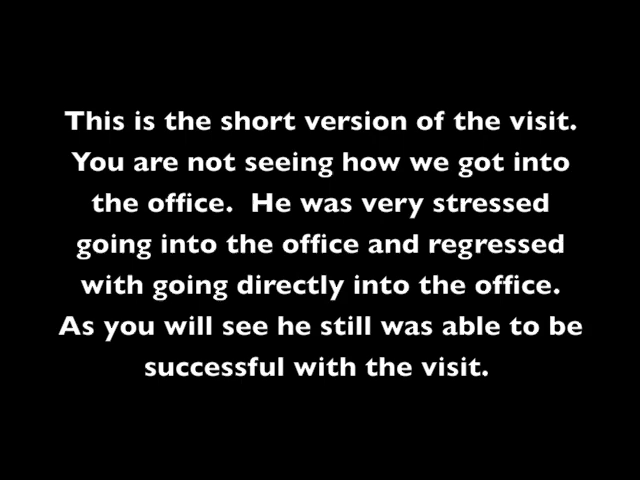 This is the short version of the visit.
You are not seeing how we got into
the office.  He was very stressed
going into the office and regressed
with going directly into the office.
As you will see he still was able to be
successful with the visit.